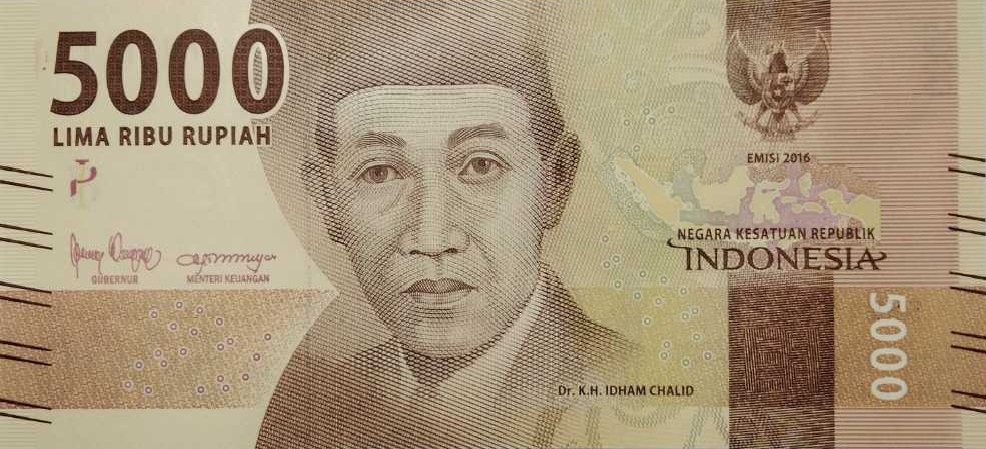 5000
LIMA RIBU RUPIAH
GUBERNUR
MENTERI KEUANGAN
EMISI 2016
NEGARA KESATUAN REPUBLIK
INDONESIA
5000
Dr. K.H. IDHAM CHALID